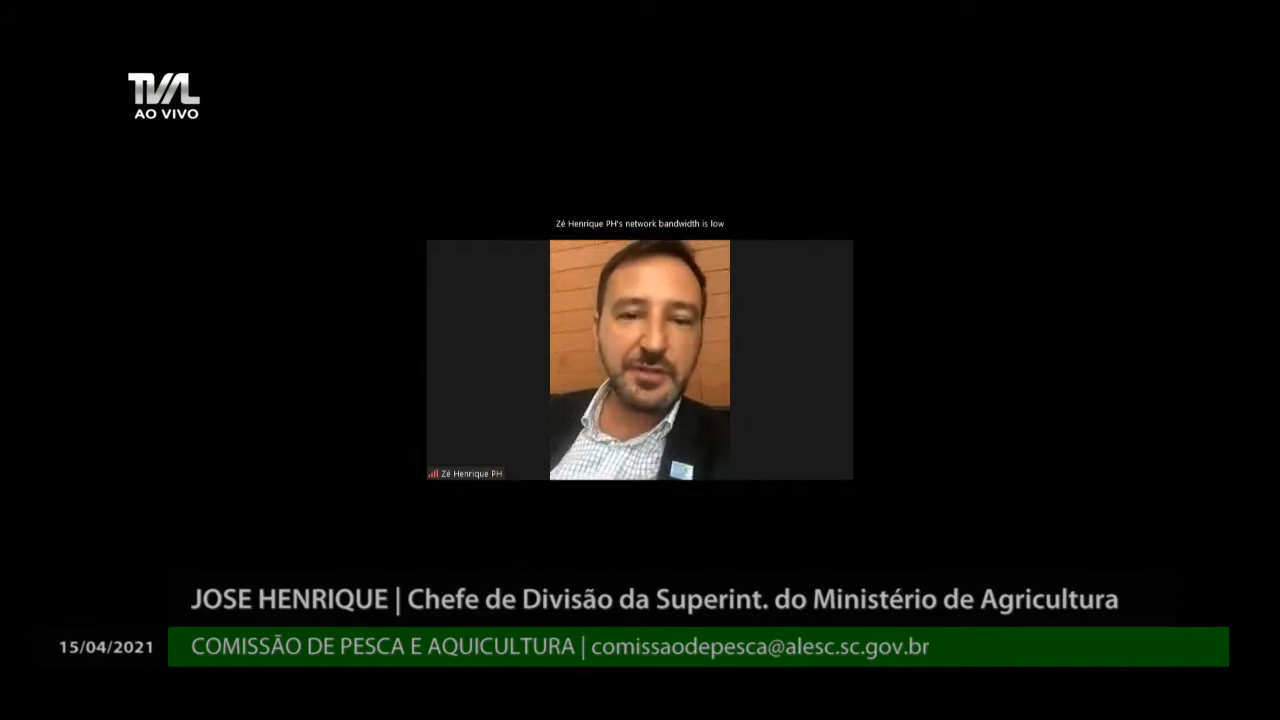 TVAL
AO VIVO
Zé Henrique PH's network bandwidth is low
Zé Henrique PH
JOSE HENRIQUE | Chefe de Divisão da Superint. do Ministério de Agricultura
15/04/2021
COMISSÃO DE PESCA E AQUICULTURA | comissaodepesca@alesc.sc.gov.br